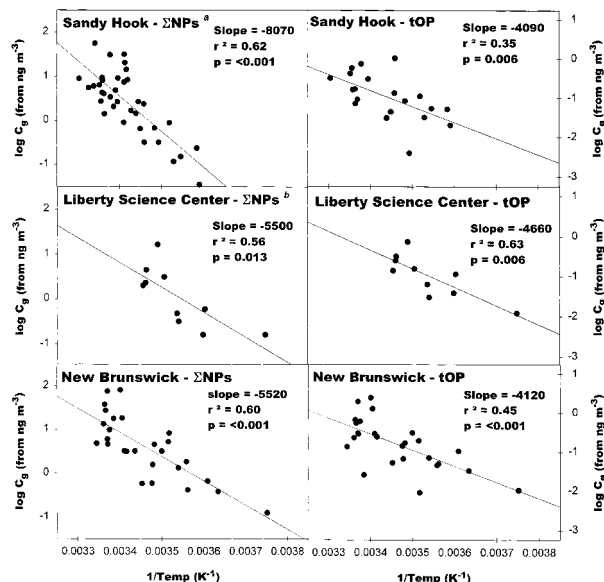 Sandy Hook - ΣNPs a
Slope = -8070
r ² = 0.62
p = <0.001
log Cg (from ng m-3)
2
1
0
-1
Sandy Hook - tOP
Slope = -4090
r ² = 0.35
p = 0.006
log Cg (from ng m-3)
1
0
-1
-2
-3
Liberty Science Center - ΣNPs b
Slope = -5500
r ² = 0.56
p = 0.013
log Cg (from ng m-3)
2
1
0
-1
Liberty Science Center - tOP
Slope = -4660
r ² = 0.63
p = 0.006
log Cg (from ng m-3)
1
0
-1
-2
-3
New Brunswick - ΣNPs
slope = -5520
r ² = 0.60
p = <0.001
log Cg (from ng m-3)
2
1
0
-1
New Brunswick - tOP
Slope = -4120
r ² = 0.45
p = <0.001
log Cg (from ng m-3)
1
0
-1
-2
-3
0.0033 0.0034 0.0035 0.0036 0.0037 0.0038
1/Temp (K-1)
0.0033 0.0034 0.0035 0.0036 0.0037 0.0038
1/Temp (K-1)